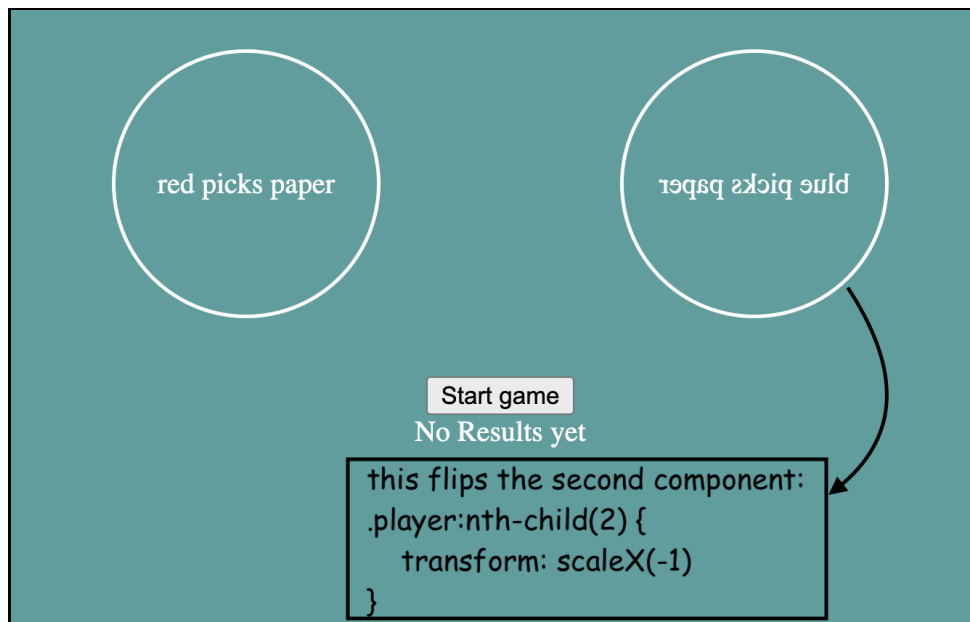 red picks paper
blue picks paper
Start game
No Results yet
this flips the second component:
.player:nth-child(2) {
transform: scaleX(-1)
}